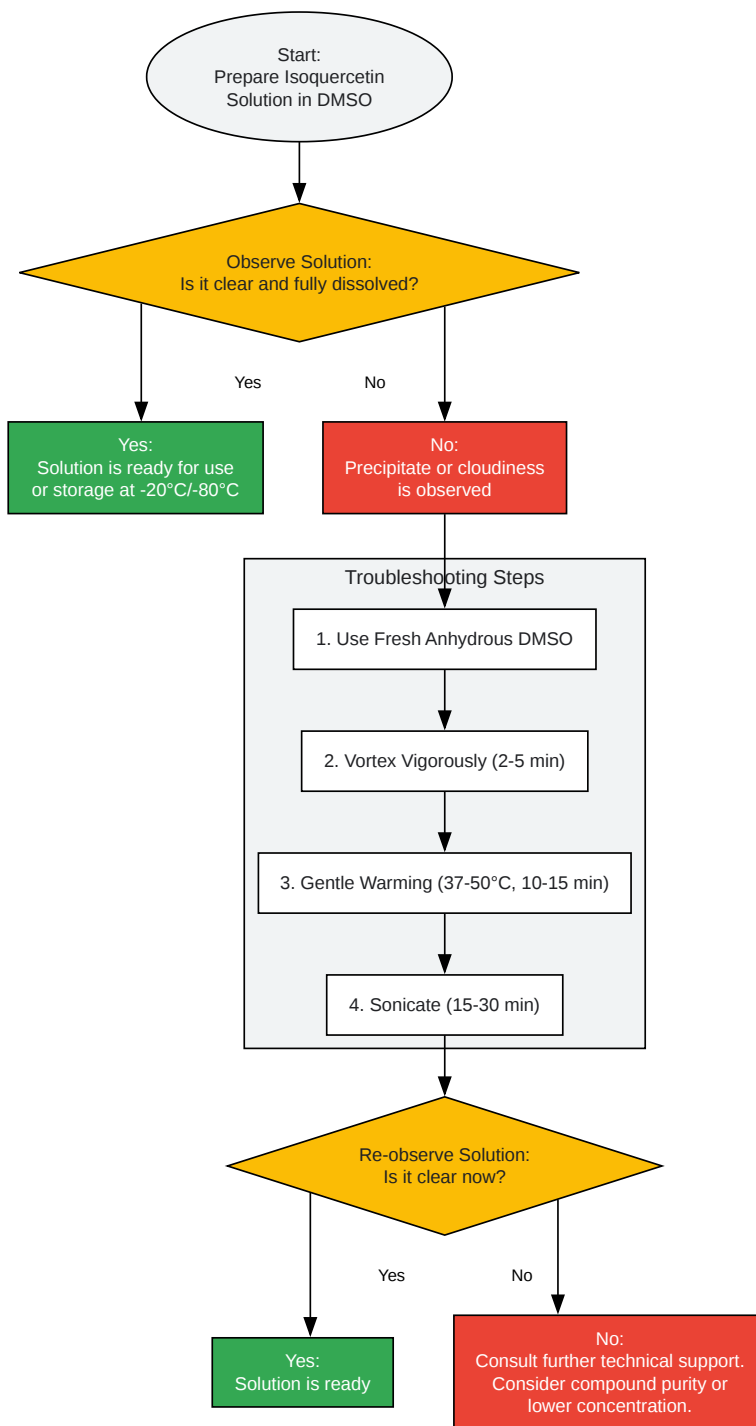 Start:
Prepare Isoquercetin
Solution in DMSO
Observe Solution:
Is it clear and fully dissolved?
Yes
No
Yes:
Solution is ready for use
or storage at -20°C/-80°C
No:
Precipitate or cloudiness
is observed
Troubleshooting Steps
1. Use Fresh Anhydrous DMSO
2. Vortex Vigorously (2-5 min)
3. Gentle Warming (37-50°C, 10-15 min)
4. Sonicate (15-30 min)
Re-observe Solution:
Is it clear now?
Yes
No
Yes:
Solution is ready
No:
Consult further technical support.
Consider compound purity or
lower concentration.